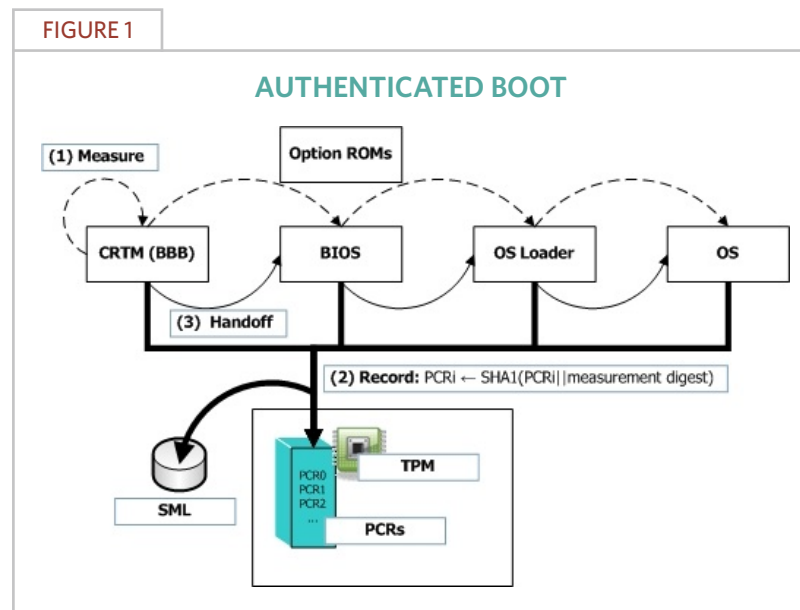 FIGURE 1
AUTHENTICATED BOOT
(1) Measure
Option ROMs
CRTM (BBB)
BIOS
OS Loader
OS
(3) Handoff
(2) Record: PCRi ← SHA1(PCRi||measurement digest)
SML
PCR0
PCR1
PCR2
...
TPM
PCRs